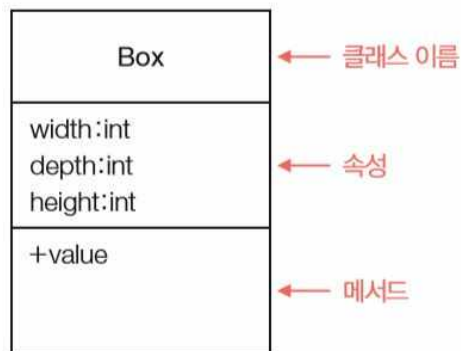 Box
클래스 이름
width:int
depth:int
height:int
속성
+value
메서드